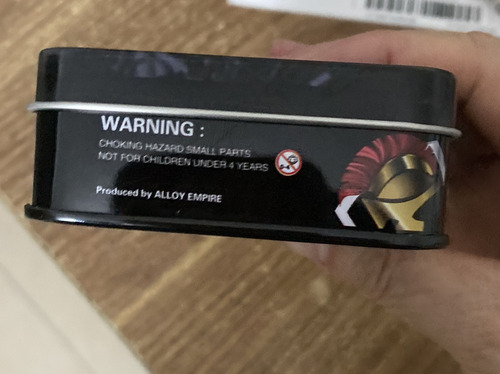 WARNING :
CHOKING HAZARD SMALL PARTS
NOT FOR CHILDREN UNDER 4 YEARS
Produced by ALLOY EMPIRE